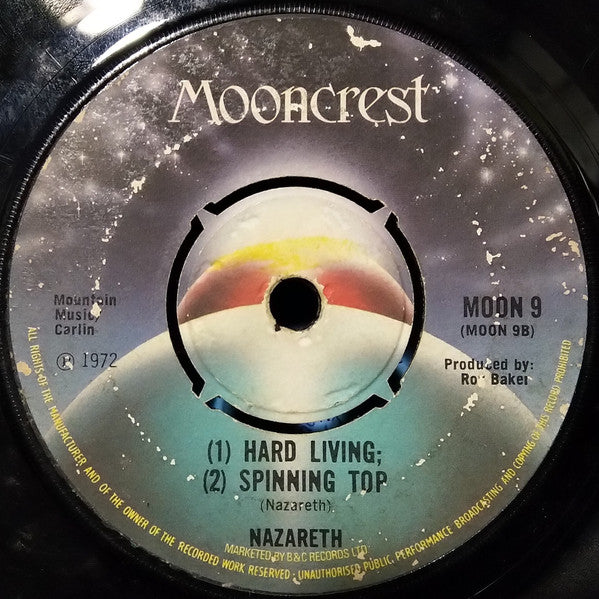 Mooncrest
Mountain
Music/
Carlin
MOON 9
(MOON 9B)
Ⓟ 1972
Produced by:
Roy Baker
(1) HARD LIVING;
(2) SPINNING TOP
(Nazareth)
NAZARETH
MARKETED BY B&C RECORDS LTD
ALL RIGHTS OF THE MANUFACTURER AND OF THE OWNER OF THE RECORDED WORK RESERVED · UNAUTHORISED PUBLIC PERFORMANCE BROADCASTING AND COPYING OF THIS RECORD PROHIBITED